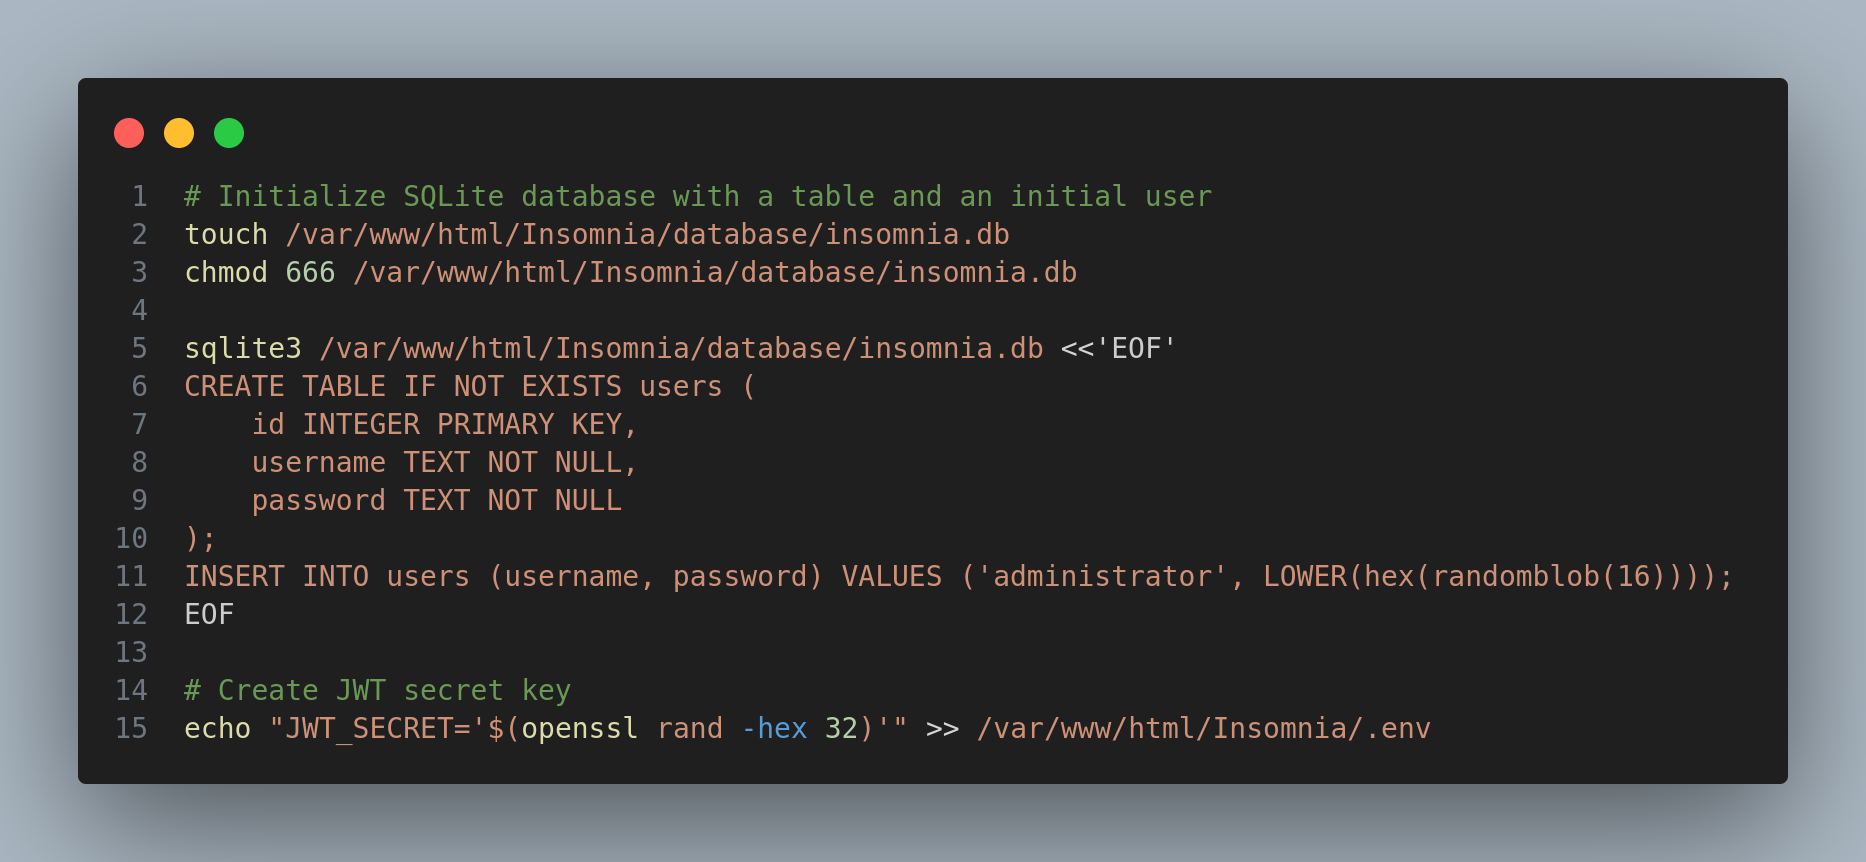 1 # Initialize SQLite database with a table and an initial user
2 touch /var/www/html/Insomnia/database/insomnia.db
3 chmod 666 /var/www/html/Insomnia/database/insomnia.db
4
5 sqlite3 /var/www/html/Insomnia/database/insomnia.db <<'EOF'
6 CREATE TABLE IF NOT EXISTS users (
7     id INTEGER PRIMARY KEY,
8     username TEXT NOT NULL,
9     password TEXT NOT NULL
10 );
11 INSERT INTO users (username, password) VALUES ('administrator', LOWER(hex(randomblob(16))));
12 EOF
13
14 # Create JWT secret key
15 echo "JWT_SECRET='$(openssl rand -hex 32)'" >> /var/www/html/Insomnia/.env